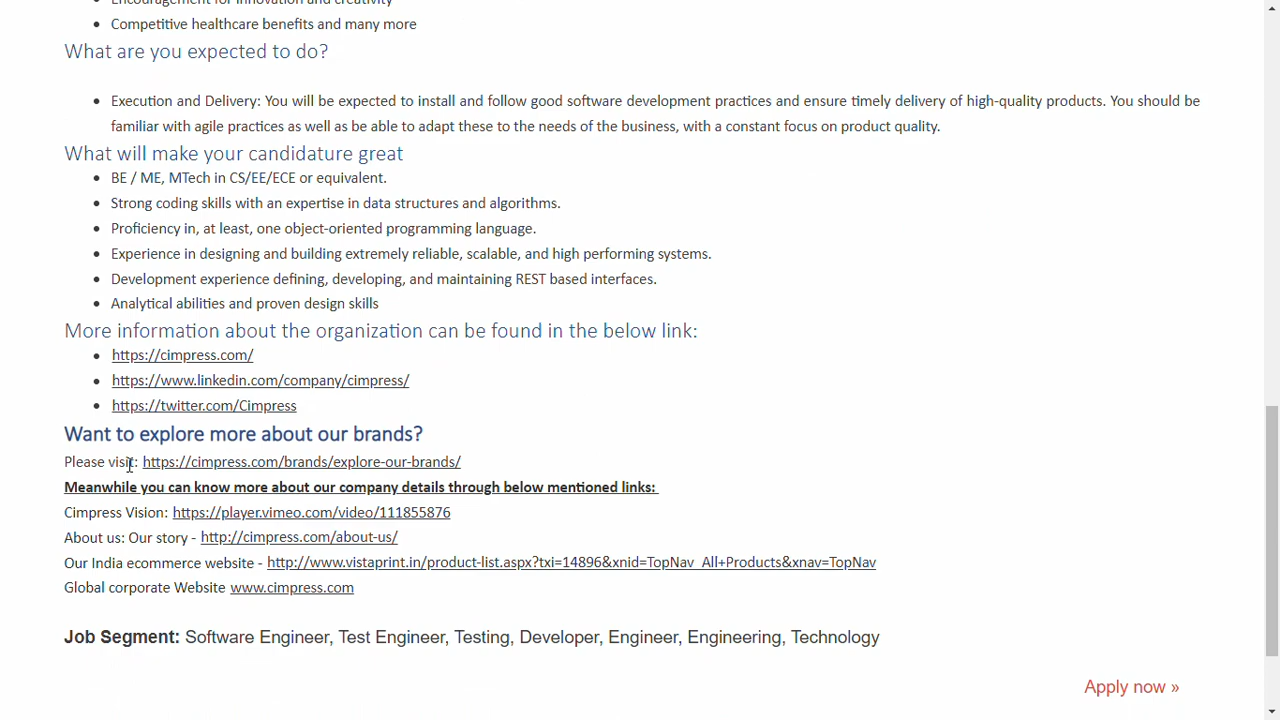 Encouragement for innovation and creativity
Competitive healthcare benefits and many more
What are you expected to do?
Execution and Delivery: You will be expected to install and follow good software development practices and ensure timely delivery of high-quality products. You should be
familiar with agile practices as well as be able to adapt these to the needs of the business, with a constant focus on product quality.
What will make your candidature great
BE / ME, MTech in CS/EE/ECE or equivalent.
Strong coding skills with an expertise in data structures and algorithms.
Proficiency in, at least, one object-oriented programming language.
Experience in designing and building extremely reliable, scalable, and high performing systems.
Development experience defining, developing, and maintaining REST based interfaces.
Analytical abilities and proven design skills
More information about the organization can be found in the below link:
https://cimpress.com/
https://www.linkedin.com/company/cimpress/
https://twitter.com/Cimpress
Want to explore more about our brands?
Please visit: https://cimpress.com/brands/explore-our-brands/
Meanwhile you can know more about our company details through below mentioned links:
Cimpress Vision: https://player.vimeo.com/video/111855876
About us: Our story - http://cimpress.com/about-us/
Our India ecommerce website - http://www.vistaprint.in/product-list.aspx?txi=14896&xnid=TopNav_All+Products&xnav=TopNav
Global corporate Website www.cimpress.com
Job Segment: Software Engineer, Test Engineer, Testing, Developer, Engineer, Engineering, Technology
Apply now »